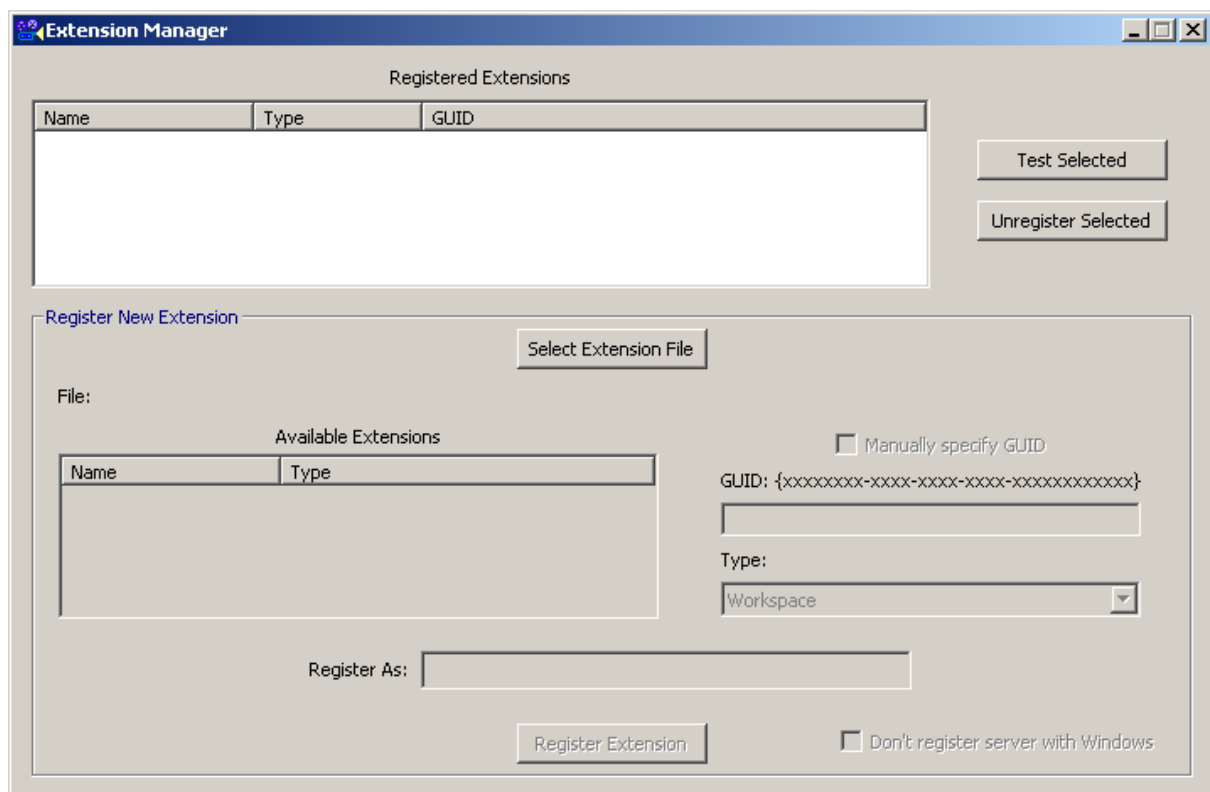 Extension Manager
Registered Extensions
Name Type GUID
Test Selected
Unregister Selected
Register New Extension
Select Extension File
File:
Available Extensions
Name Type
Manually specify GUID
GUID: {xxxxxxxx-xxxx-xxxx-xxxx-xxxxxxxxxxxx}
Type:
Workspace
Register As:
Register Extension
Don't register server with Windows